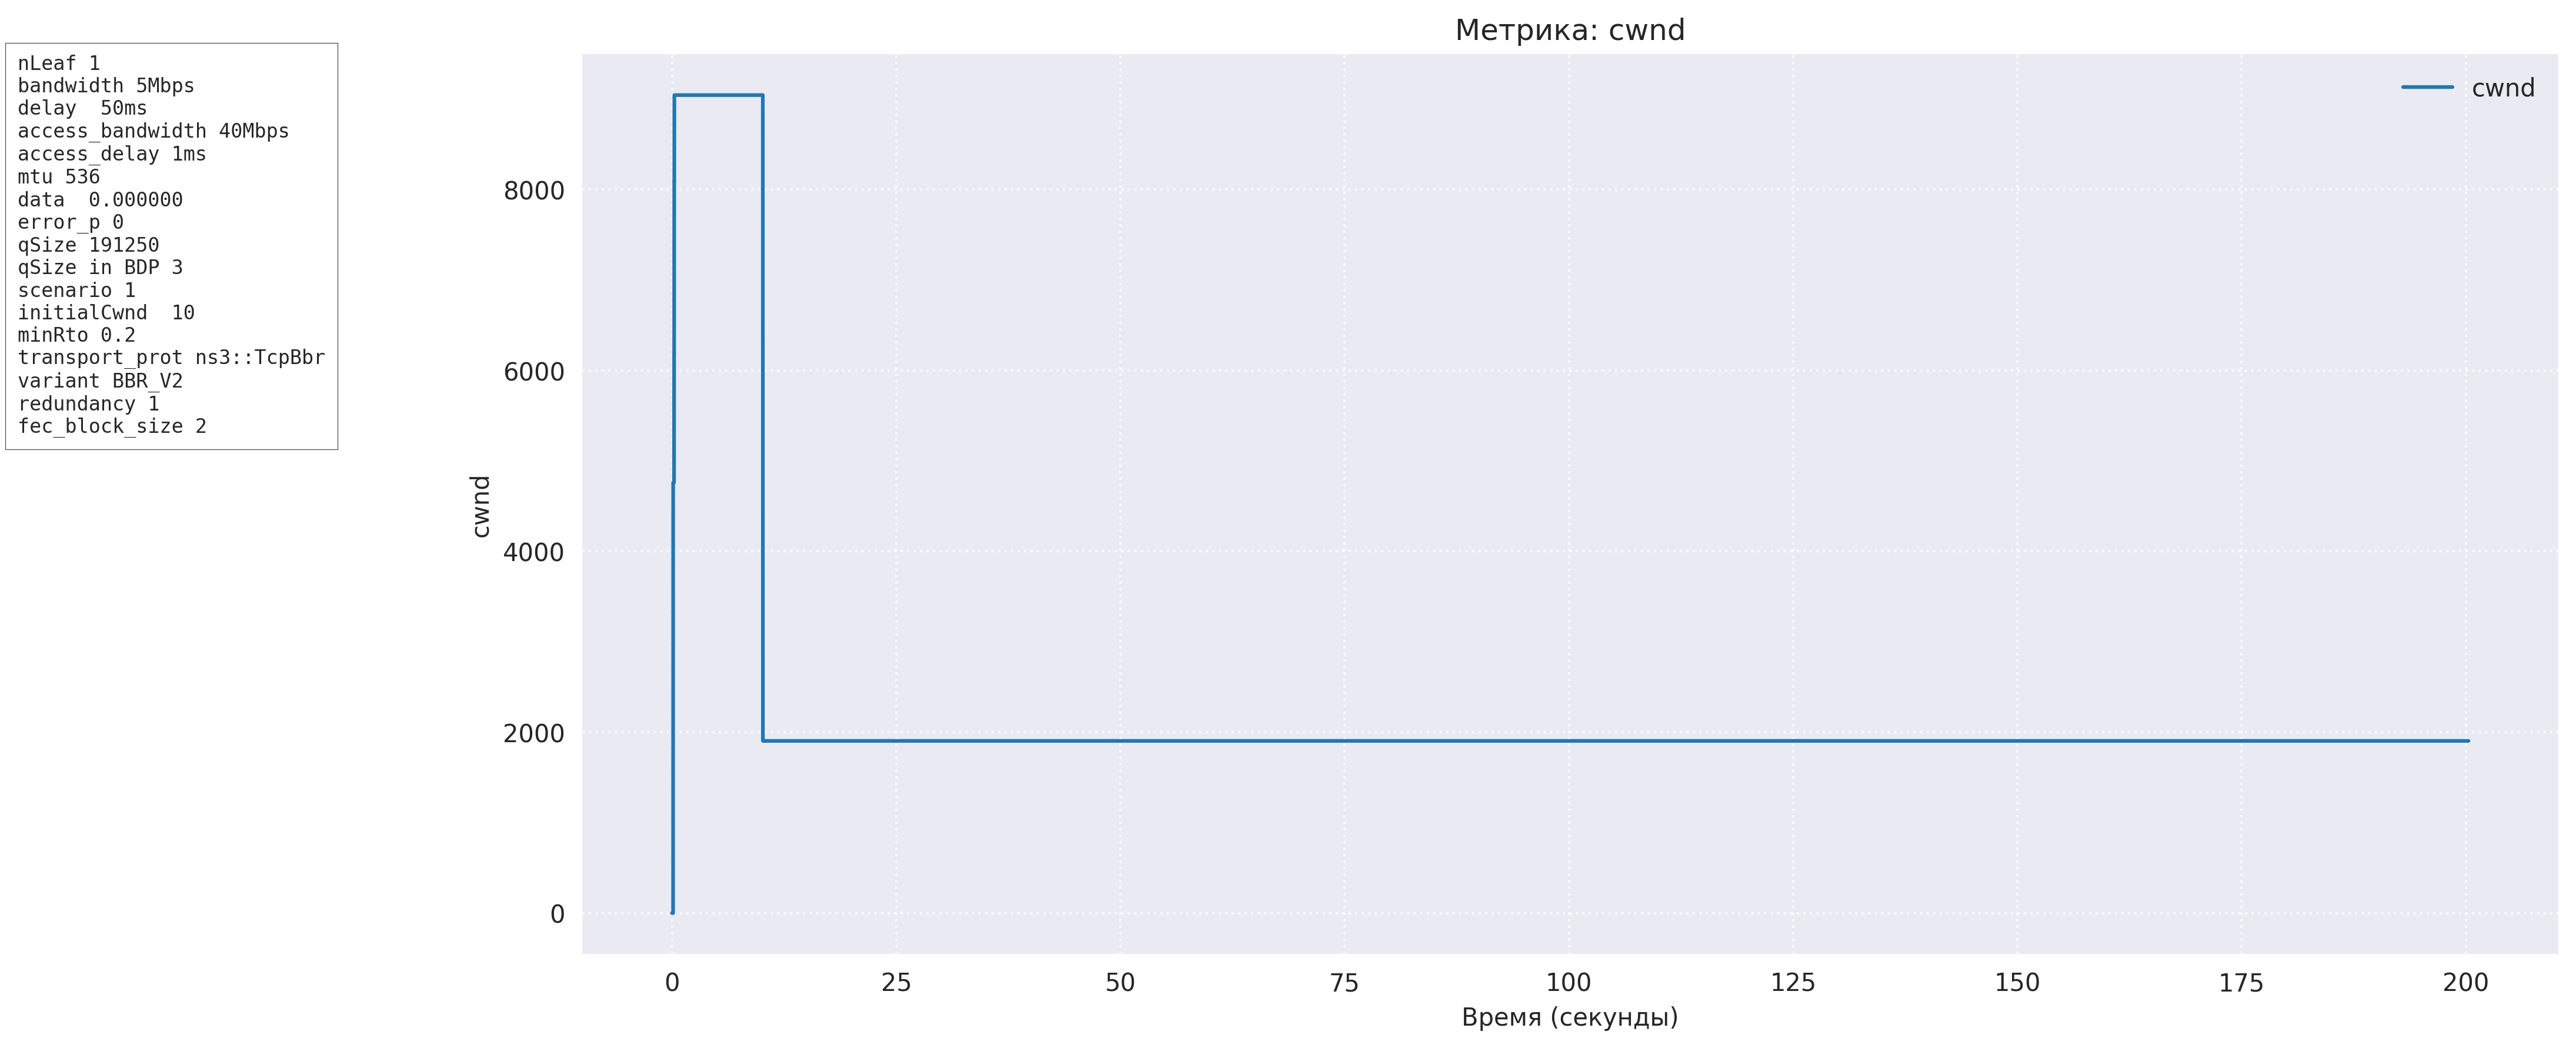 Метрика: cwnd
nLeaf 1
bandwidth 5Mbps
delay  50ms
access_bandwidth 40Mbps
access_delay 1ms
mtu 536
data  0.000000
error_p 0
qSize 191250
qSize in BDP 3
scenario 1
initialCwnd  10
minRto 0.2
transport_prot ns3::TcpBbr
variant BBR_V2
redundancy 1
fec_block_size 2
cwnd
cwnd
8000
6000
4000
2000
0
0 25 50 75 100 125 150 175 200
Время (секунды)